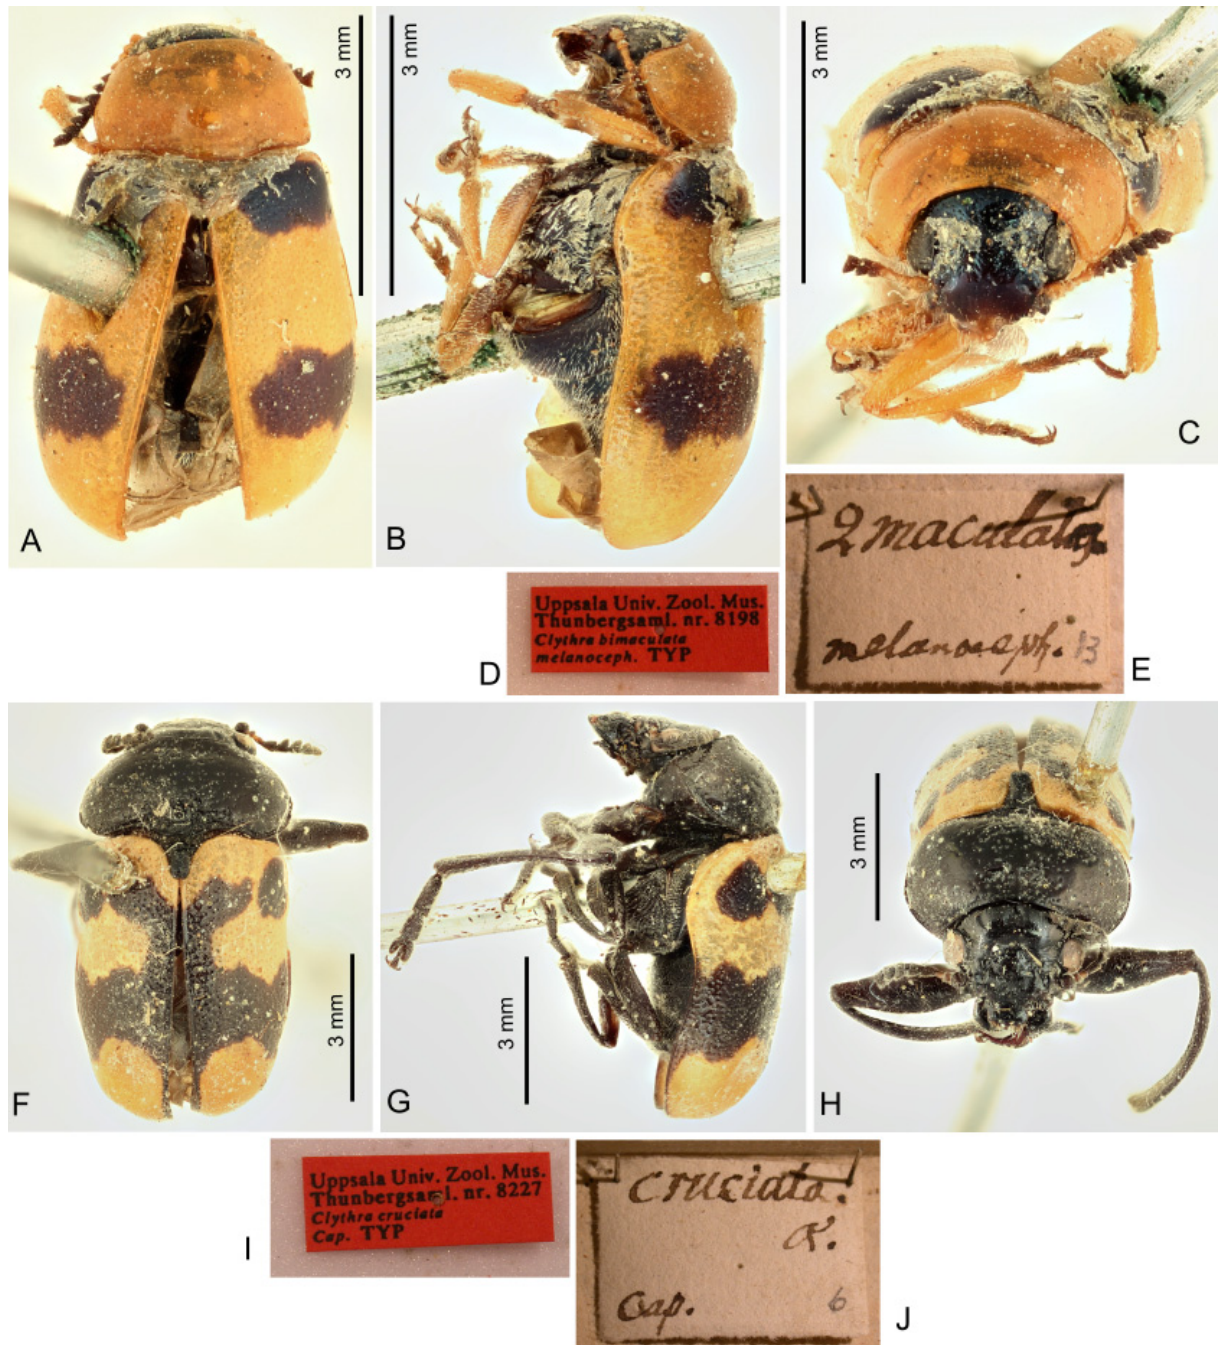 3 mm
3 mm
3 mm
A
B
C
Uppsala Univ. Zool. Mus.
Thunbergsaml. nr. 8198
Clythra bimaculata
melanoceph. TYP
D
2 maculata
melanoceph. 13
E
3 mm
F
3 mm
G
3 mm
H
Uppsala Univ. Zool. Mus.
Thunbergsaml. nr. 8227
Clythra cruciata
Cap. TYP
I
cruciata.
α.
Cap. 6
J